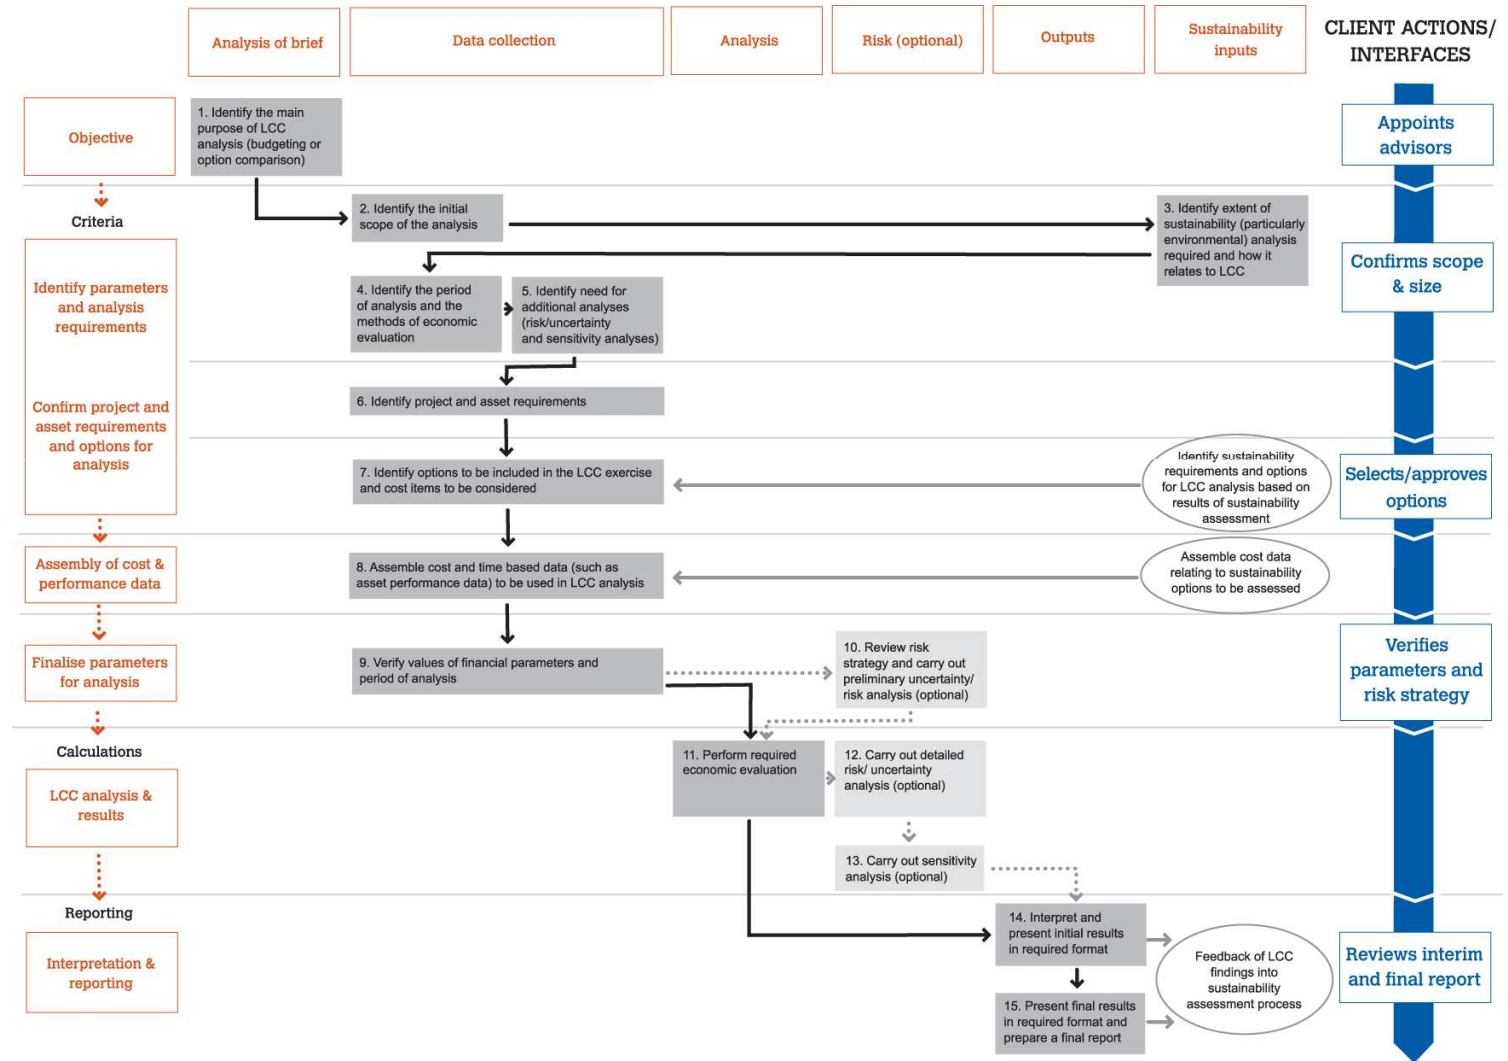 Analysis of brief
Data collection
Analysis
Risk (optional)
Outputs
Sustainability
inputs
CLIENT ACTIONS/
INTERFACES
Objective
1. Identify the main
purpose of LCC
analysis (budgeting or
option comparison)
Appoints
advisors
Criteria
2. Identify the initial
scope of the analysis
3. Identify extent of
sustainability (particularly
environmental) analysis
required and how it
relates to LCC
Identify parameters
and analysis
requirements
4. Identify the period
of analysis and the
methods of economic
evaluation
5. Identify need for
additional analyses
(risk/uncertainty
and sensitivity analyses)
Confirms scope
& size
Confirm project and
asset requirements
and options for
analysis
6. Identify project and asset requirements
7. Identify options to be included in the LCC exercise
and cost items to be considered
Identify sustainability
requirements and options
for LCC analysis based on
results of sustainability
assessment
Selects/approves
options
Assembly of cost &
performance data
8. Assemble cost and time based data (such as
asset performance data) to be used in LCC analysis
Assemble cost data
relating to sustainability
options to be assessed
Finalise parameters
for analysis
9. Verify values of financial parameters and
period of analysis
10. Review risk
strategy and carry out
preliminary uncertainty/
risk analysis (optional)
Verifies
parameters and
risk strategy
Calculations
LCC analysis &
results
11. Perform required
economic evaluation
12. Carry out detailed
risk/ uncertainty
analysis (optional)
13. Carry out sensitivity
analysis (optional)
Reporting
Interpretation &
reporting
14. Interpret and
present initial results
in required format
15. Present final results
in required format and
prepare a final report
Feedback of LCC
findings into
sustainability
assessment process
Reviews interim
and final report